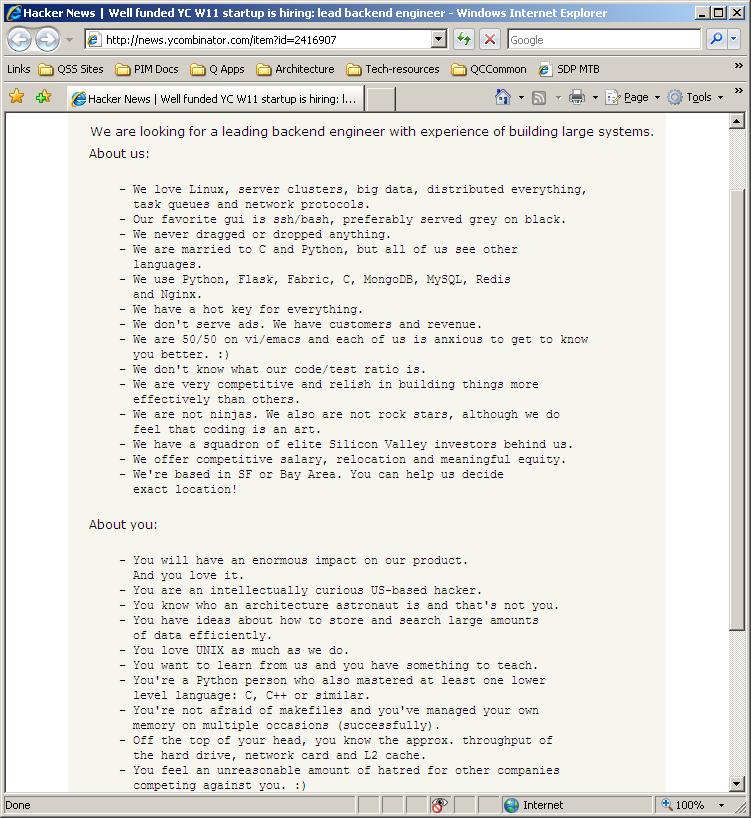 Hacker News | Well funded YC W11 startup is hiring: lead backend engineer - Windows Internet Explorer
http://news.ycombinator.com/item?id=2416907
Google
Links QSS Sites PIM Docs Q Apps Architecture Tech-resources QCCommon SDP MTB »
Hacker News | Well funded YC W11 startup is hiring: l...
Page Tools »
We are looking for a leading backend engineer with experience of building large systems.
About us:
- We love Linux, server clusters, big data, distributed everything,
task queues and network protocols.
- Our favorite gui is ssh/bash, preferably served grey on black.
- We never dragged or dropped anything.
- We are married to C and Python, but all of us see other
languages.
- We use Python, Flask, Fabric, C, MongoDB, MySQL, Redis
and Nginx.
- We have a hot key for everything.
- We don't serve ads. We have customers and revenue.
- We are 50/50 on vi/emacs and each of us is anxious to get to know
you better. :)
- We don't know what our code/test ratio is.
- We are very competitive and relish in building things more
effectively than others.
- We are not ninjas. We also are not rock stars, although we do
feel that coding is an art.
- We have a squadron of elite Silicon Valley investors behind us.
- We offer competitive salary, relocation and meaningful equity.
- We're based in SF or Bay Area. You can help us decide
exact location!
About you:
- You will have an enormous impact on our product.
And you love it.
- You are an intellectually curious US-based hacker.
- You know who an architecture astronaut is and that's not you.
- You have ideas about how to store and search large amounts
of data efficiently.
- You love UNIX as much as we do.
- You want to learn from us and you have something to teach.
- You're a Python person who also mastered at least one lower
level language: C, C++ or similar.
- You're not afraid of makefiles and you've managed your own
memory on multiple occasions (successfully).
- Off the top of your head, you know the approx. throughput of
the hard drive, network card and L2 cache.
- You feel an unreasonable amount of hatred for other companies
competing against you. :)
Done Internet 100%